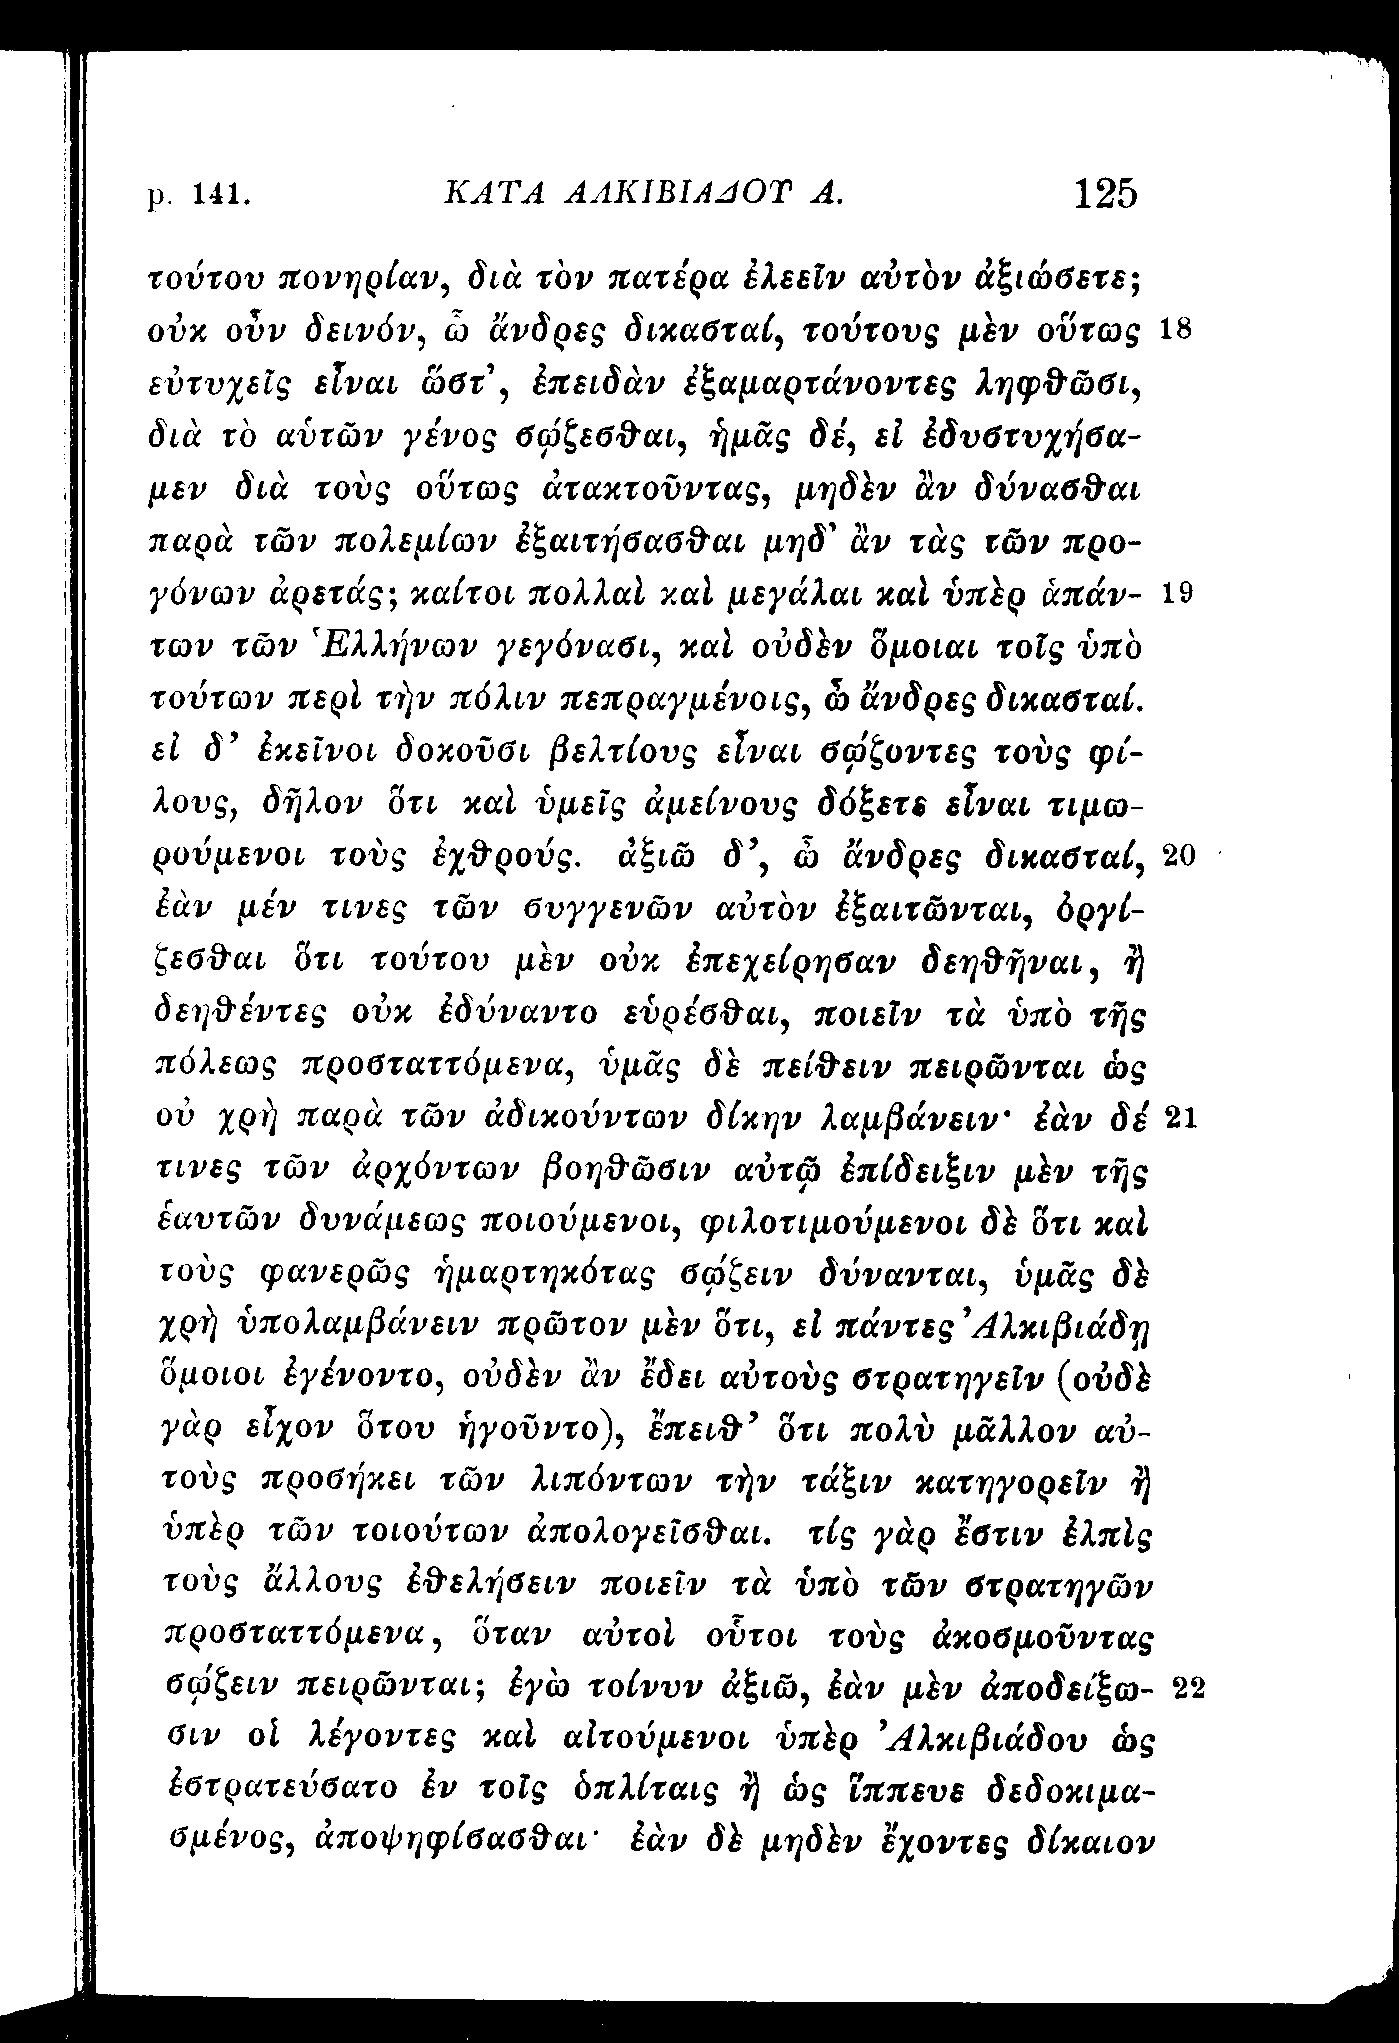 p. 141. ΚΑΤΑ ΑΛΚΙΒΙΑΔΟΥ Α. 125
τούτου πονηρίαν, διὰ τὸν πατέρα ἐλεεῖν αὐτὸν ἀξιώσετε;
οὐκ οὖν δεινόν, ὦ ἄνδρες δικασταί, τούτους μὲν οὕτως 18
εὐτυχεῖς εἶναι ὥστ’, ἐπειδὰν ἐξαμαρτάνοντες ληφθῶσι,
διὰ τὸ αὑτῶν γένος σῴζεσθαι, ἡμᾶς δέ, εἰ ἐδυστυχήσα-
μεν διὰ τοὺς οὕτως ἀτακτοῦντας, μηδὲν ἂν δύνασθαι
παρὰ τῶν πολεμίων ἐξαιτήσασθαι μηδ’ ἂν τὰς τῶν προ-
γόνων ἀρετάς; καίτοι πολλαὶ καὶ μεγάλαι καὶ ὑπὲρ ἁπάν- 19
των τῶν Ἑλλήνων γεγόνασι, καὶ οὐδὲν ὅμοιαι τοῖς ὑπὸ
τούτων περὶ τὴν πόλιν πεπραγμένοις, ὦ ἄνδρες δικασταί.
εἰ δ’ ἐκεῖνοι δοκοῦσι βελτίους εἶναι σῴζοντες τοὺς φί-
λους, δῆλον ὅτι καὶ ὑμεῖς ἀμείνους δόξετε εἶναι τιμω-
ρούμενοι τοὺς ἐχθρούς. ἀξιῶ δ’, ὦ ἄνδρες δικασταί, 20
ἐὰν μέν τινες τῶν συγγενῶν αὐτὸν ἐξαιτῶνται, ὀργί-
ζεσθαι ὅτι τούτου μὲν οὐκ ἐπεχείρησαν δεηθῆναι, ἢ
δεηθέντες οὐκ ἐδύναντο εὑρέσθαι, ποιεῖν τὰ ὑπὸ τῆς
πόλεως προσταττόμενα, ὑμᾶς δὲ πείθειν πειρῶνται ὡς
οὐ χρὴ παρὰ τῶν ἀδικούντων δίκην λαμβάνειν· ἐὰν δέ 21
τινες τῶν ἀρχόντων βοηθῶσιν αὐτῷ ἐπίδειξιν μὲν τῆς
ἑαυτῶν δυνάμεως ποιούμενοι, φιλοτιμούμενοι δὲ ὅτι καὶ
τοὺς φανερῶς ἡμαρτηκότας σῴζειν δύνανται, ὑμᾶς δὲ
χρὴ ὑπολαμβάνειν πρῶτον μὲν ὅτι, εἰ πάντες Ἀλκιβιάδῃ
ὅμοιοι ἐγένοντο, οὐδὲν ἂν ἔδει αὐτοὺς στρατηγεῖν (οὐδὲ
γὰρ εἶχον ὅτου ἡγοῦντο), ἔπειθ’ ὅτι πολὺ μᾶλλον αὐ-
τοὺς προσήκει τῶν λιπόντων τὴν τάξιν κατηγορεῖν ἢ
ὑπὲρ τῶν τοιούτων ἀπολογεῖσθαι. τίς γὰρ ἔστιν ἐλπὶς
τοὺς ἄλλους ἐθελήσειν ποιεῖν τὰ ὑπὸ τῶν στρατηγῶν
προσταττόμενα, ὅταν αὐτοὶ οὗτοι τοὺς ἀκοσμοῦντας
σῴζειν πειρῶνται; ἐγὼ τοίνυν ἀξιῶ, ἐὰν μὲν ἀποδείξω- 22
σιν οἱ λέγοντες καὶ αἰτούμενοι ὑπὲρ Ἀλκιβιάδου ὡς
ἐστρατεύσατο ἐν τοῖς ὁπλίταις ἢ ὡς ἵππευε δεδοκιμα-
σμένος, ἀποψηφίσασθαι· ἐὰν δὲ μηδὲν ἔχοντες δίκαιον